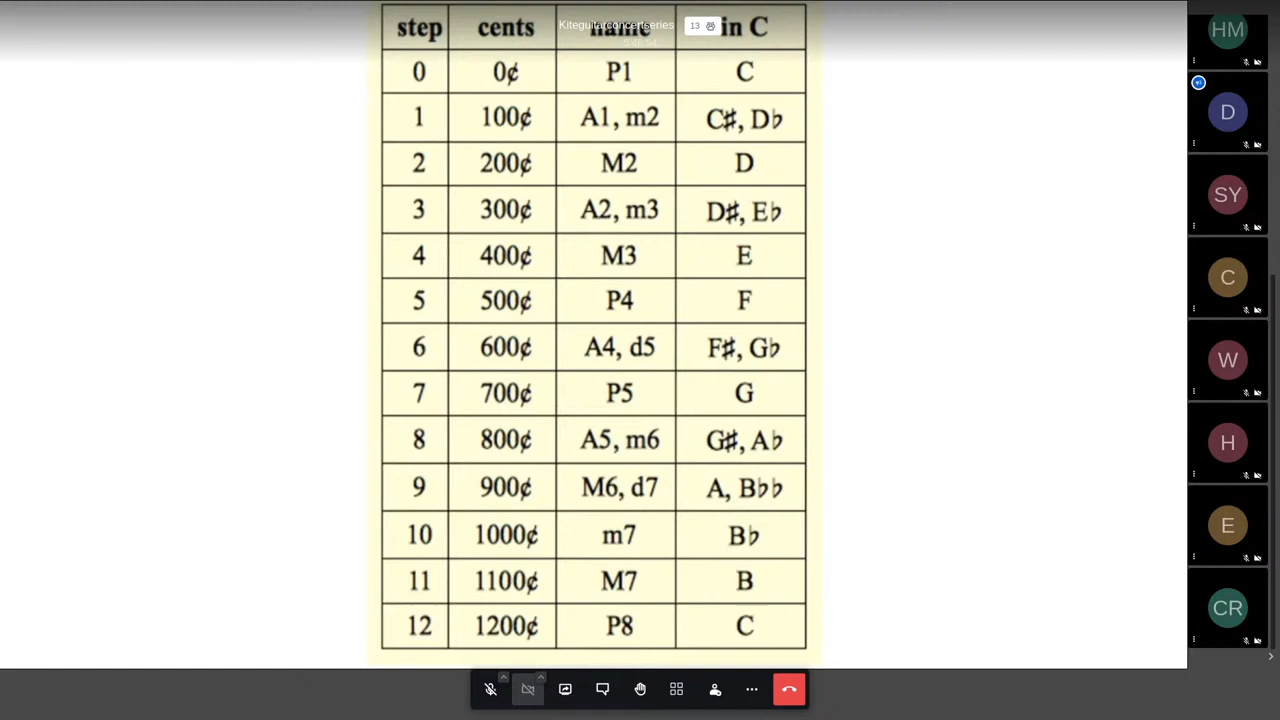 Kiteguitarconcertseries 13
step cents name in C
0 0¢ P1 C
1 100¢ A1, m2 C♯, D♭
2 200¢ M2 D
3 300¢ A2, m3 D♯, E♭
4 400¢ M3 E
5 500¢ P4 F
6 600¢ A4, d5 F♯, G♭
7 700¢ P5 G
8 800¢ A5, m6 G♯, A♭
9 900¢ M6, d7 A, B♭♭
10 1000¢ m7 B♭
11 1100¢ M7 B
12 1200¢ P8 C
HM
D
SY
C
W
H
E
CR